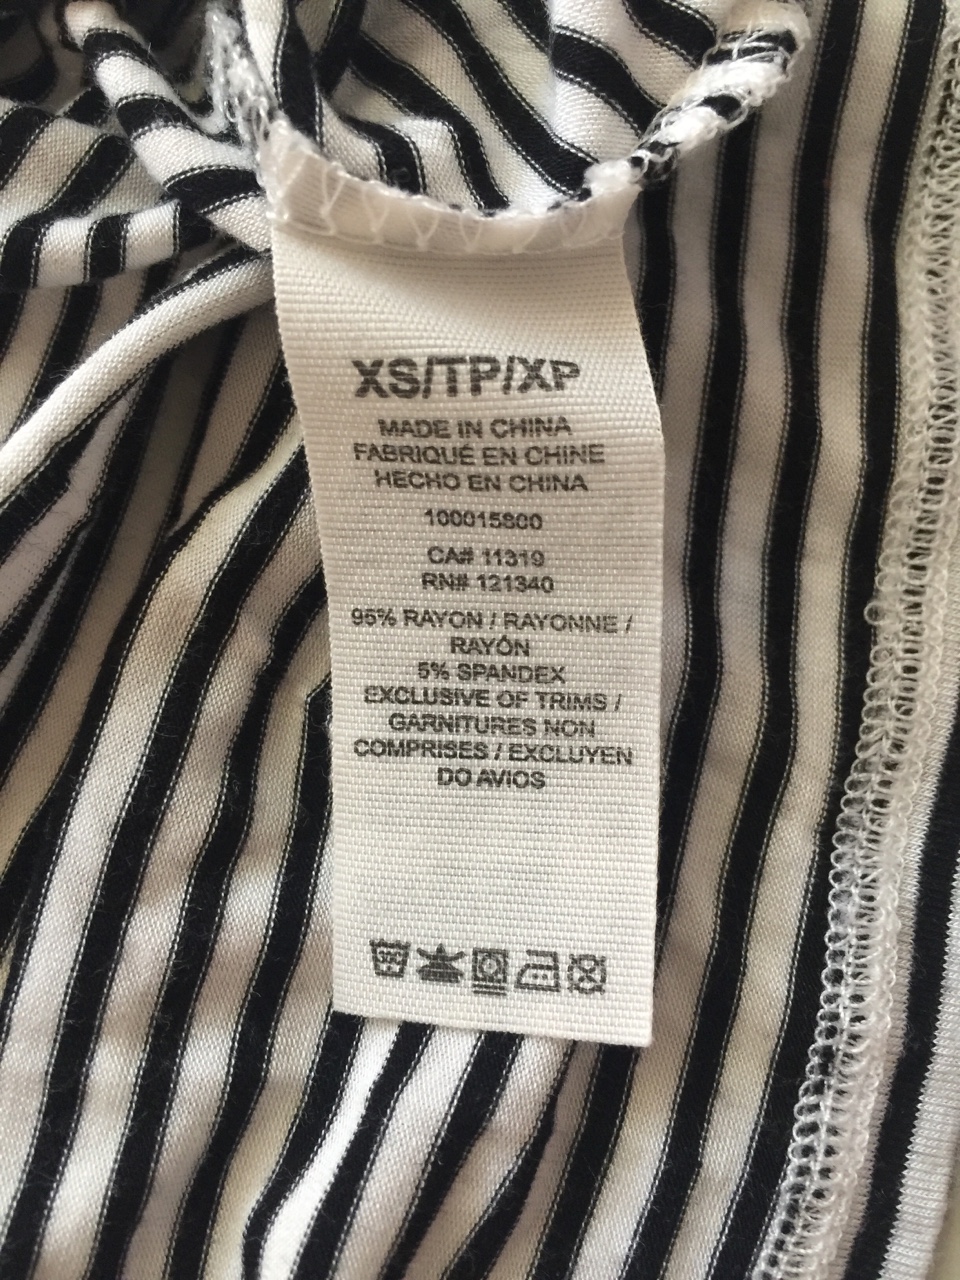 XS/TP/XP
MADE IN CHINA
FABRIQUÉ EN CHINE
HECHO EN CHINA
100015800
CA# 11319
RN# 121340
95% RAYON / RAYONNE /
RAYÓN
5% SPANDEX
EXCLUSIVE OF TRIMS /
GARNITURES NON
COMPRISES / EXCLUYEN
DO AVIOS